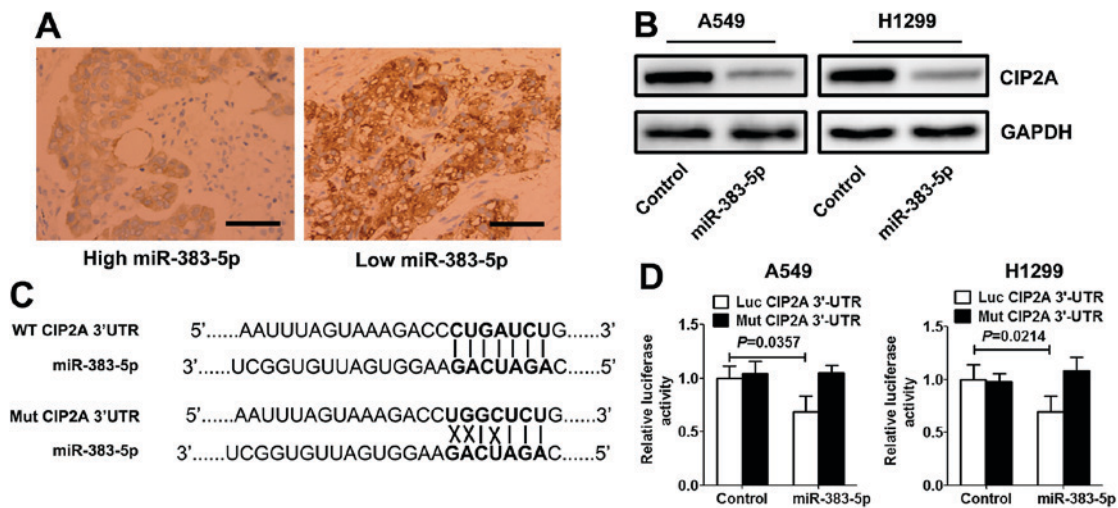 A
High miR-383-5p
Low miR-383-5p
B
A549
H1299
CIP2A
GAPDH
Control
miR-383-5p
Control
miR-383-5p
C
WT CIP2A 3'UTR
5'......AAUUUAGUAAAGACCCUGAUCUG......3'
miR-383-5p
3'......UCGGUGUUAGUGGAAGACUAGAC......5'
Mut CIP2A 3'UTR
5'......AAUUUAGUAAAGACCUGGCUCUG......3'
XX|X|||
miR-383-5p
3'......UCGGUGUUAGUGGAAGACUAGAC......5'
D
A549
Luc CIP2A 3'-UTR
Mut CIP2A 3'-UTR
Relative luciferase
activity
1.5
1.0
0.5
0.0
P=0.0357
Control
miR-383-5p
H1299
Luc CIP2A 3'-UTR
Mut CIP2A 3'-UTR
Relative luciferase
activity
1.5
1.0
0.5
0.0
P=0.0214
Control
miR-383-5p